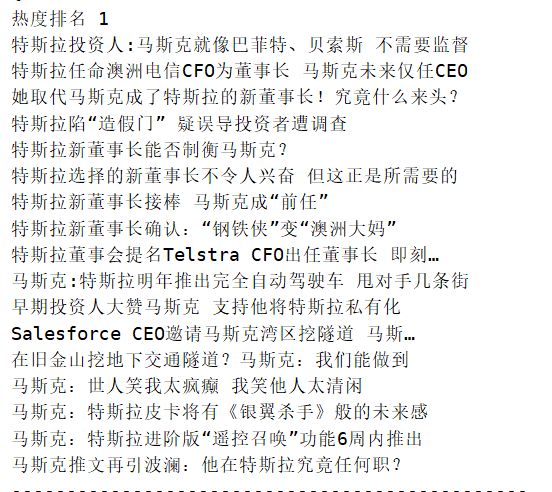 热度排名 1
特斯拉投资人:马斯克就像巴菲特、贝索斯 不需要监督
特斯拉任命澳洲电信CFO为董事长 马斯克未来仅任CEO
她取代马斯克成了特斯拉的新董事长！究竟什么来头？
特斯拉陷“造假门” 疑误导投资者遭调查
特斯拉新董事长能否制衡马斯克？
特斯拉选择的新董事长不令人兴奋 但这正是所需要的
特斯拉新董事长接棒 马斯克成“前任”
特斯拉新董事长确认：“钢铁侠”变“澳洲大妈”
特斯拉董事会提名Telstra CFO出任董事长 即刻…
马斯克:特斯拉明年推出完全自动驾驶车 甩对手几条街
早期投资人大赞马斯克 支持他将特斯拉私有化
Salesforce CEO邀请马斯克湾区挖隧道 马斯…
在旧金山挖地下交通隧道？马斯克：我们能做到
马斯克：世人笑我太疯癫 我笑他人太清闲
马斯克：特斯拉皮卡将有《银翼杀手》般的未来感
马斯克：特斯拉进阶版“遥控召唤”功能6周内推出
马斯克推文再引波澜：他在特斯拉究竟任何职？
-----------------------------------------------